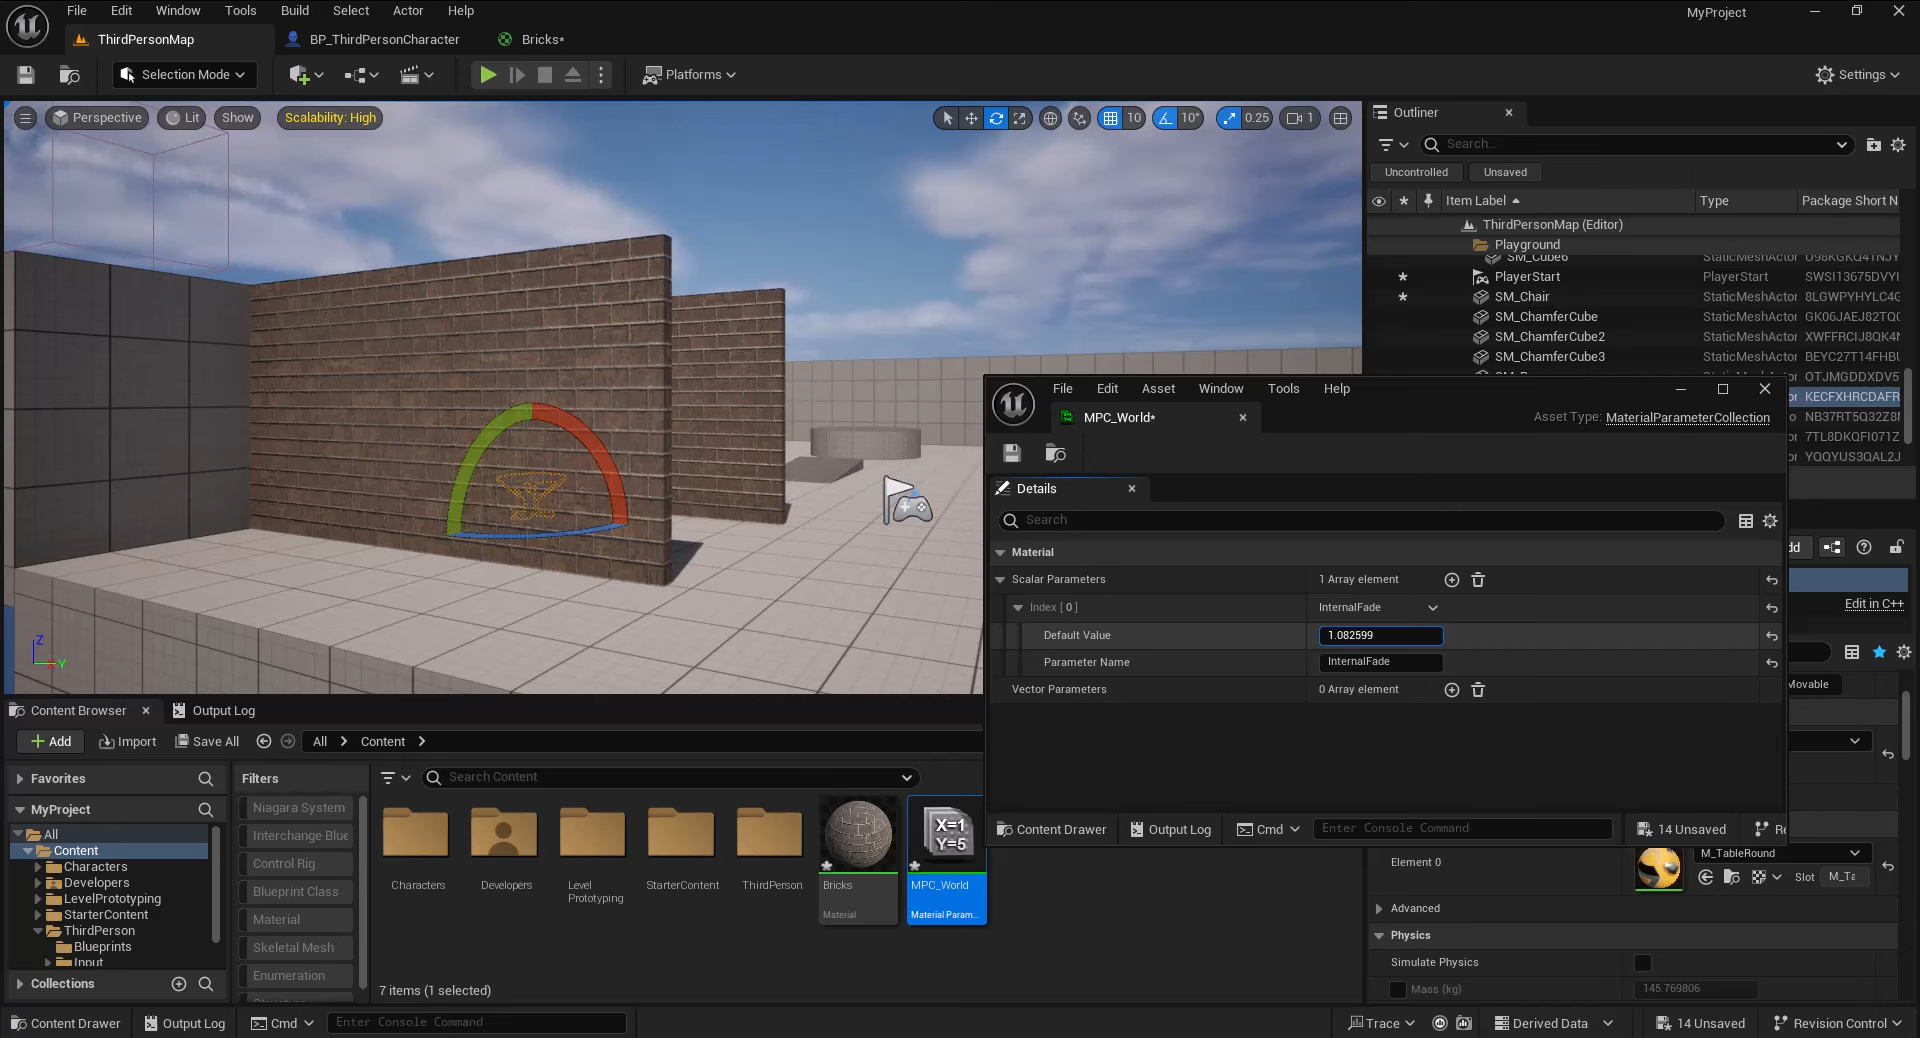 File Edit Window Tools Build Select Actor Help
MyProject
ThirdPersonMap
BP_ThirdPersonCharacter
Bricks*
Selection Mode
Platforms
Settings
Perspective
Lit
Show
Scalability: High
10
10°
0.25
1
Outliner
Search...
Uncontrolled
Unsaved
Item Label Type Package Short N
ThirdPersonMap (Editor)
Playground
SM_Cube6 StaticMeshActor U98KGKQ41NJY
PlayerStart PlayerStart SWSI13675DVYI
SM_Chair StaticMeshActor 8LGWPYHYLC4G
SM_ChamferCube StaticMeshActor GK06JAEJ82TQ0
SM_ChamferCube2 StaticMeshActor XWFFRCIJ8QK4N
SM_ChamferCube3 StaticMeshActor BEYC27T14FHBU
OTJMGDDXDV5
KECFXHRCDAFR
NB37RT5Q32Z8I
7TL8DKQFI071Z
YQQYUS3QAL2J
File Edit Asset Window Tools Help
MPC_World*
Asset Type: MaterialParameterCollection
Details
Search
Material
Scalar Parameters 1 Array element
Index [ 0 ] InternalFade
Default Value 1.082599
Parameter Name InternalFade
Vector Parameters 0 Array element
Content Drawer
Output Log
Cmd
Enter Console Command
14 Unsaved
Re
dd
Edit in C++
Movable
Z
Y
Content Browser
Output Log
Add
Import
Save All
All
Content
Favorites
MyProject
All
Content
Characters
Developers
LevelPrototyping
StarterContent
ThirdPerson
Blueprints
Input
Collections
Filters
Niagara System
Interchange Blue
Control Rig
Blueprint Class
Material
Skeletal Mesh
Enumeration
Search Content
Characters
Developers
Level
Prototyping
StarterContent
ThirdPerson
Bricks
Material
X=1
Y=5
MPC_World
Material Param...
7 items (1 selected)
Element 0
M_TableRound
Slot M_Ta
Advanced
Physics
Simulate Physics
Mass (kg) 145.769806
Content Drawer
Output Log
Cmd
Enter Console Command
Trace
Derived Data
14 Unsaved
Revision Control